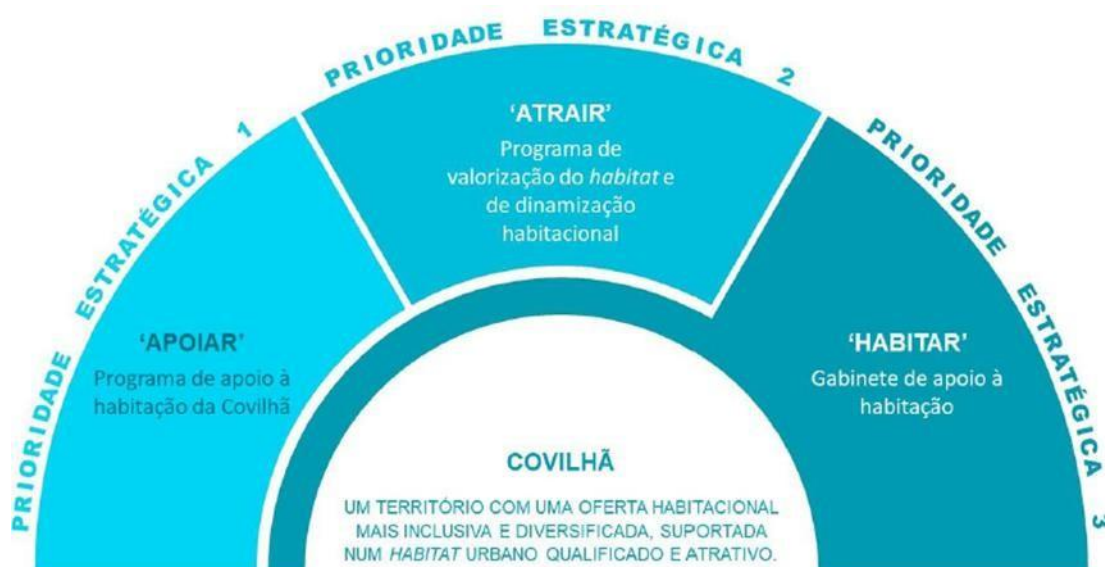 PRIORIDADE ESTRATÉGICA 1
'APOIAR'
Programa de apoio à
habitação da Covilhã
PRIORIDADE ESTRATÉGICA 2
'ATRAIR'
Programa de
valorização do habitat e
de dinamização
habitacional
PRIORIDADE ESTRATÉGICA 3
'HABITAR'
Gabinete de apoio à
habitação
COVILHÃ
UM TERRITÓRIO COM UMA OFERTA HABITACIONAL
MAIS INCLUSIVA E DIVERSIFICADA, SUPORTADA
NUM HABITAT URBANO QUALIFICADO E ATRATIVO.